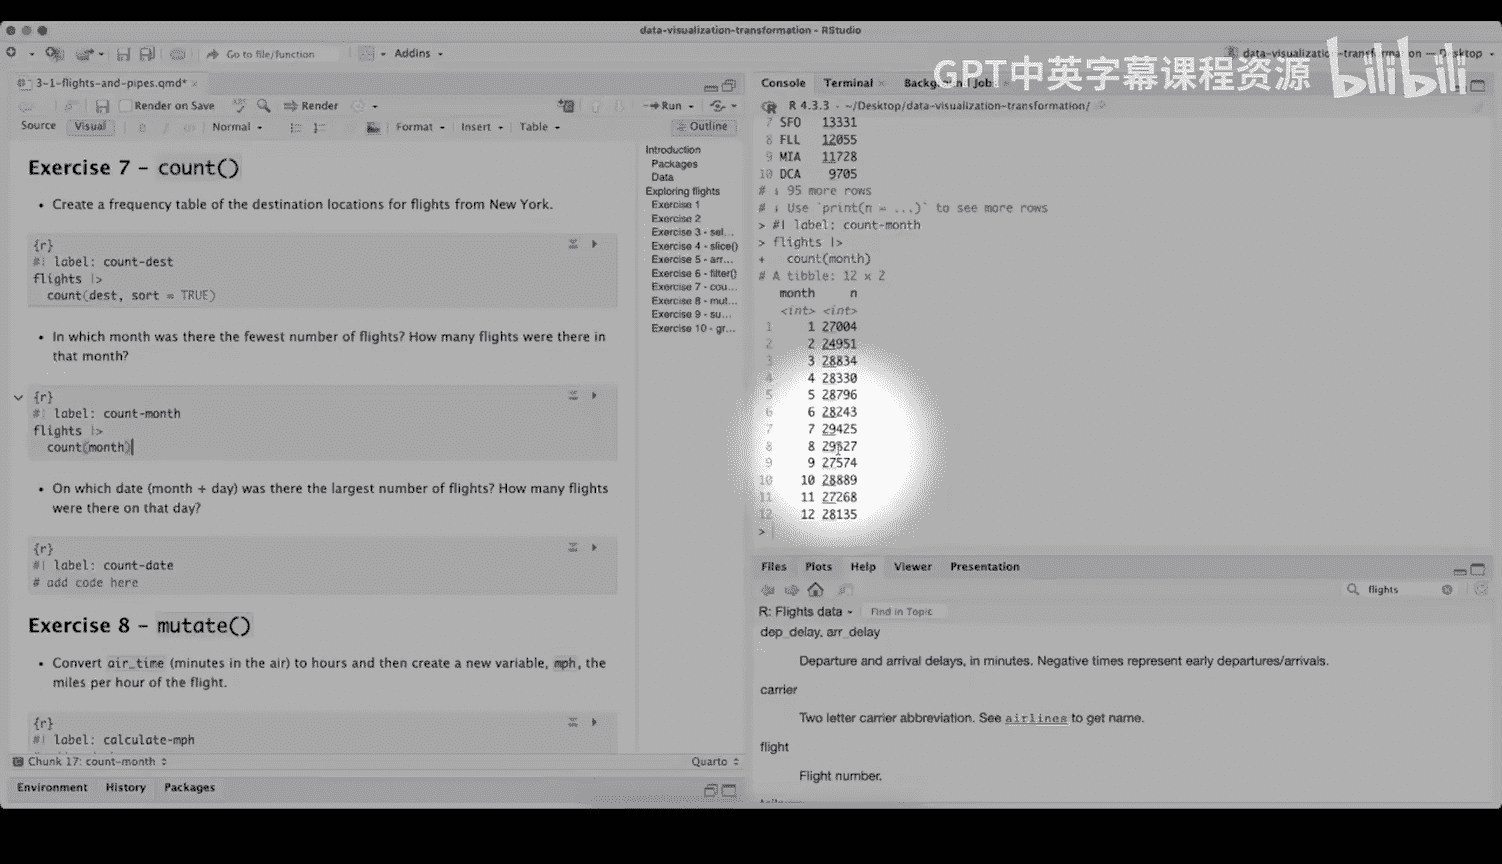 data-visualization-transformation - RStudio
Go to file/function
Addins
data-visualization-transformation — Desktop
GPT中英字幕课程资源 bilibili
3-1-flights-and-pipes.qmd*
Render on Save
Render
Run
Source Visual
Normal
Format Insert Table
Outline
Exercise 7 - count()
• Create a frequency table of the destination locations for flights from New York.
{r}
#| label: count-dest
flights |>
count(dest, sort = TRUE)
• In which month was there the fewest number of flights? How many flights were there in
that month?
{r}
#| label: count-month
flights |>
count(month)
• On which date (month + day) was there the largest number of flights? How many flights
were there on that day?
{r}
#| label: count-date
# add code here
Exercise 8 - mutate()
• Convert air_time (minutes in the air) to hours and then create a new variable, mph, the
miles per hour of the flight.
{r}
#| label: calculate-mph
Chunk 17: count-month
Quarto
Environment History Packages
Introduction
Packages
Data
Exploring flights
Exercise 1
Exercise 2
Exercise 3 - sel...
Exercise 4 - slice()
Exercise 5 - arr...
Exercise 6 - filter()
Exercise 7 - cou...
Exercise 8 - mut...
Exercise 9 - su...
Exercise 10 - gr...
Console Terminal Background Jobs
R 4.3.3 · ~/Desktop/data-visualization-transformation/
7 SFO 13331
8 FLL 12055
9 MIA 11728
10 DCA 9705
# ℹ 95 more rows
# ℹ Use `print(n = ...)` to see more rows
> #| label: count-month
> flights |>
+ count(month)
# A tibble: 12 x 2
month n
<int> <int>
1 1 27004
2 2 24951
3 3 28834
4 4 28330
5 5 28796
6 6 28243
7 7 29425
8 8 29327
9 9 27574
10 10 28889
11 11 27268
12 12 28135
>
Files Plots Help Viewer Presentation
flights
R: Flights data
Find in Topic
dep_delay, arr_delay
Departure and arrival delays, in minutes. Negative times represent early departures/arrivals.
carrier
Two letter carrier abbreviation. See airlines to get name.
flight
Flight number.